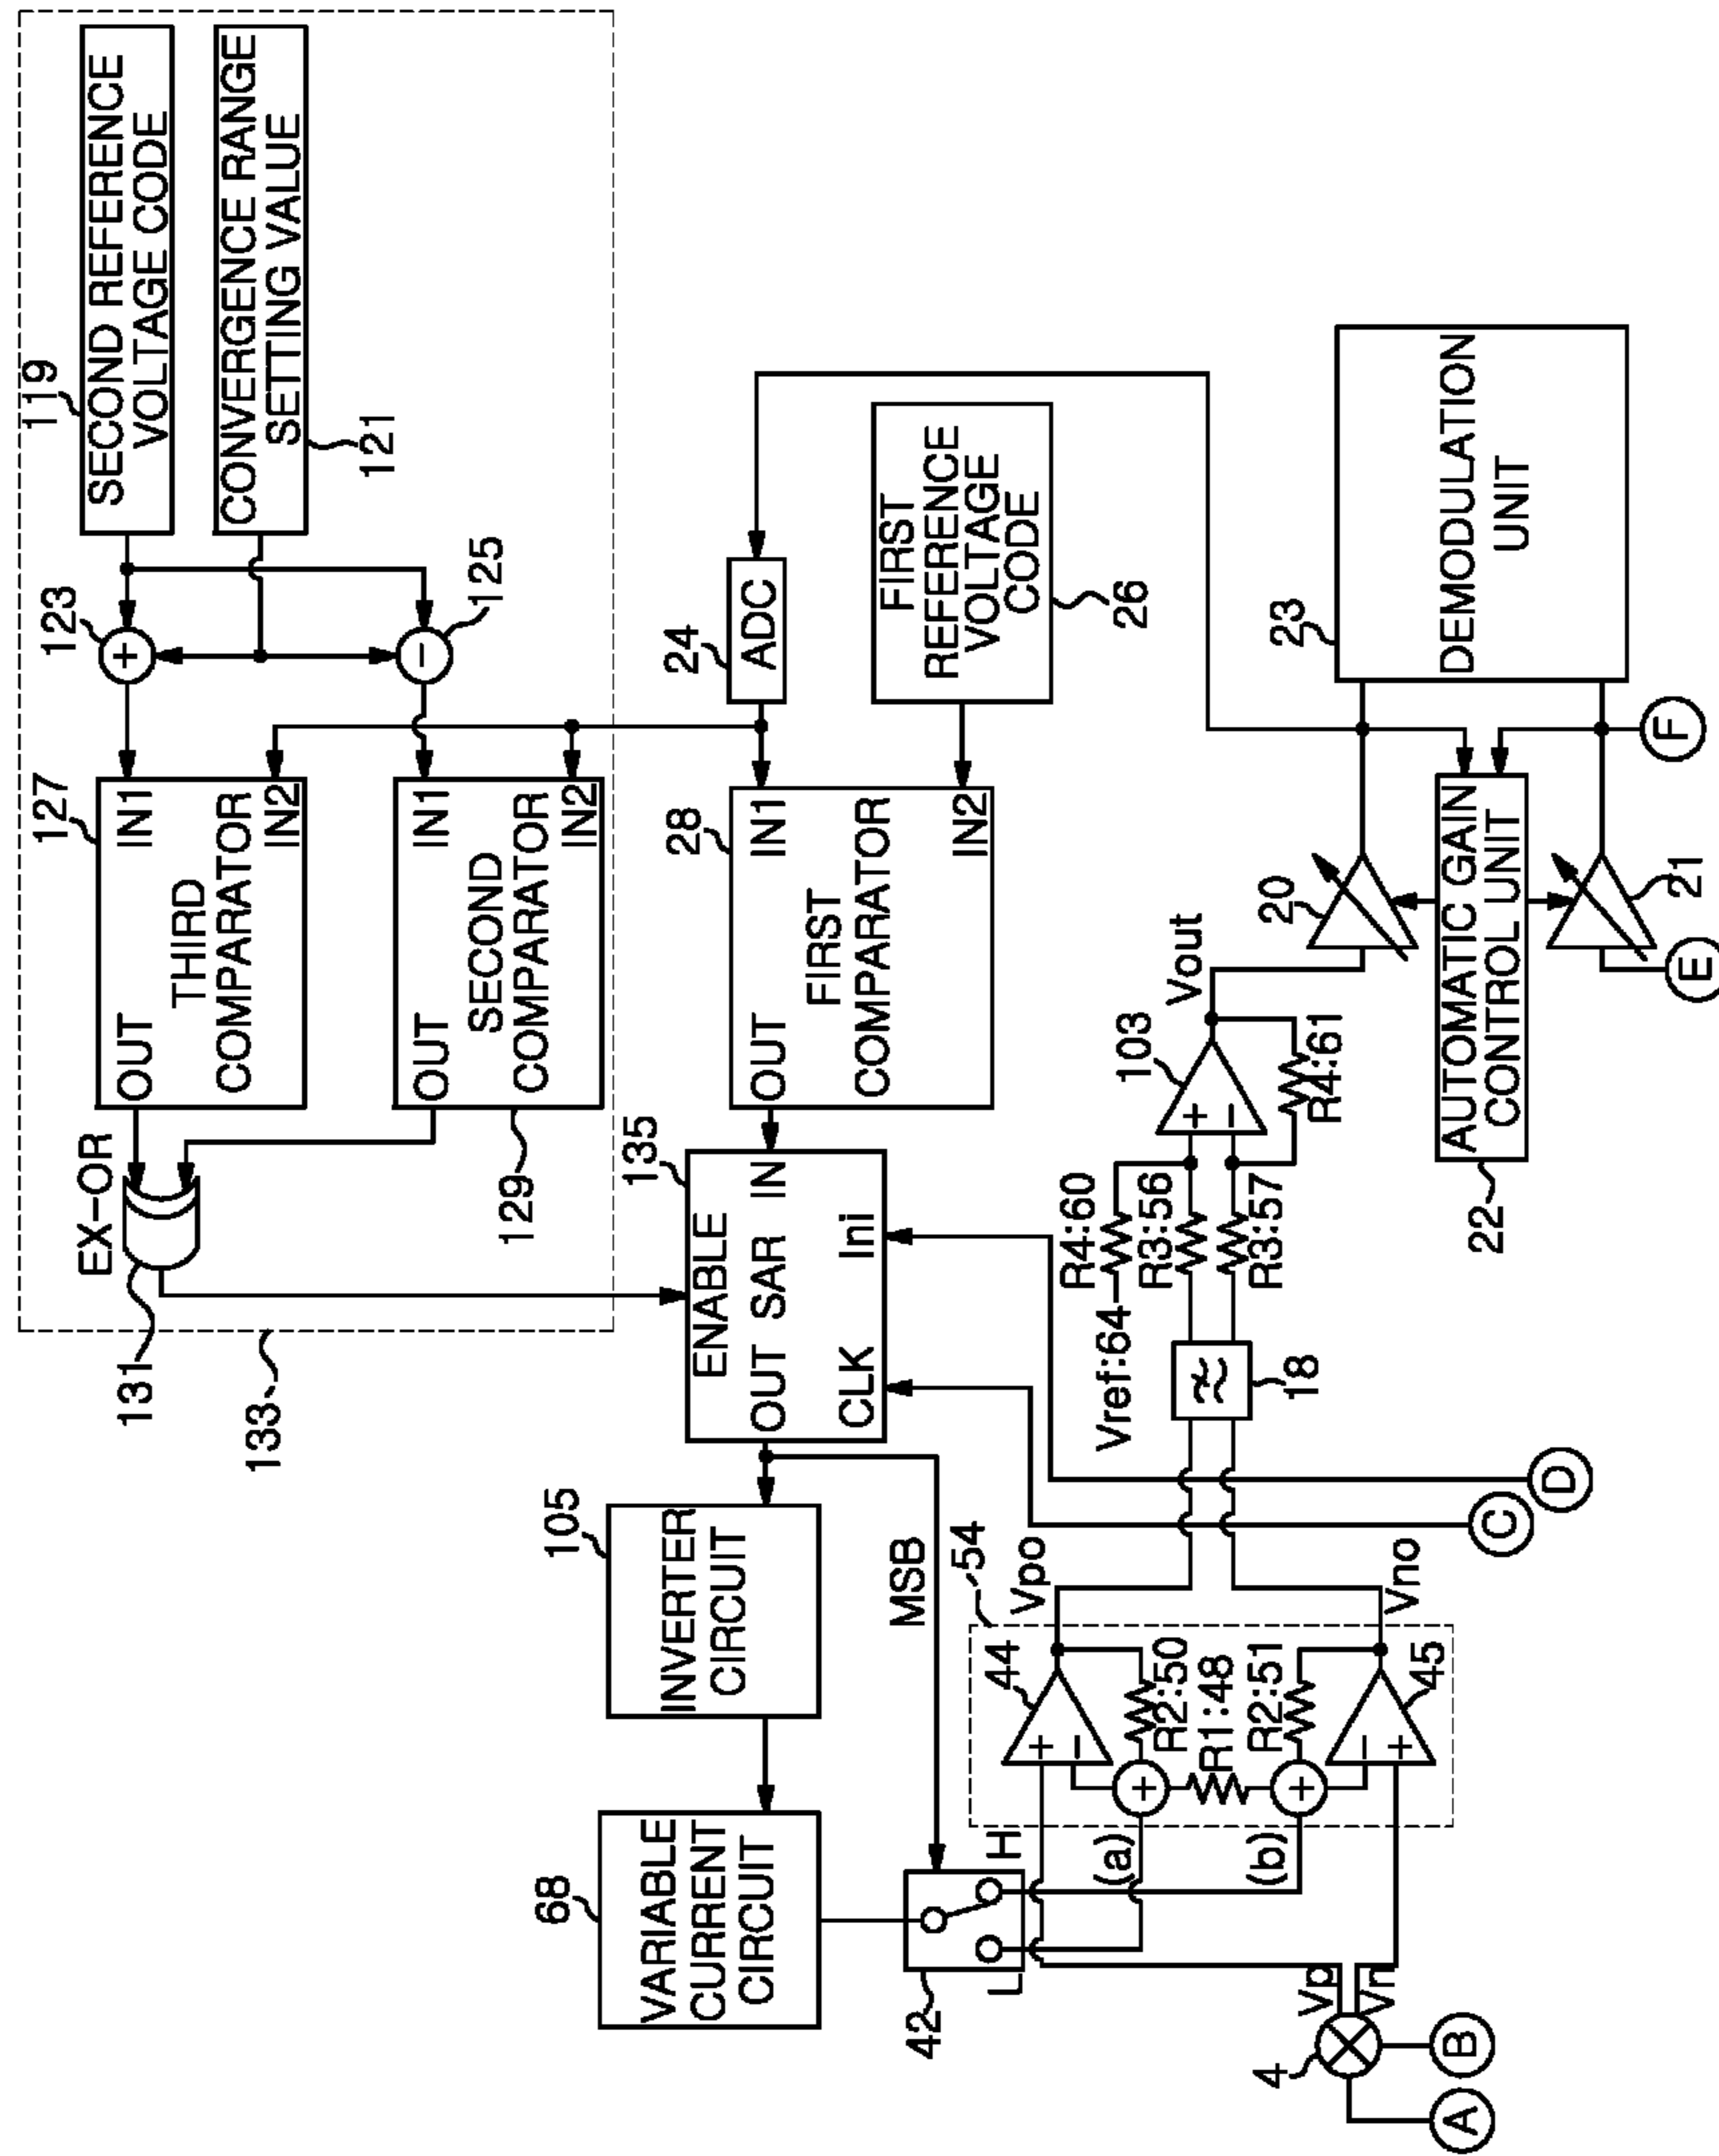 119
SECOND REFERENCE
VOLTAGE CODE
CONVERGENCE RANGE
SETTING VALUE
121
123
+
125
−
127
OUT
IN1
THIRD
COMPARATOR
IN2
OUT
IN1
SECOND
COMPARATOR
IN2
129
EX-OR
131
133
24
ADC
FIRST
REFERENCE
VOLTAGE
CODE
26
28
OUT
IN1
FIRST
COMPARATOR
IN2
135
ENABLE
OUT SAR IN
CLK
Ini
105
INVERTER
CIRCUIT
MSB
68
VARIABLE
CURRENT
CIRCUIT
42
L
H
(a)
(b)
54
44
+
−
R2:50
+
R1:48
+
R2:51
−
+
45
Vpo
Vno
Vp
Vn
4
A
B
C
D
18
Vref:64
R4:60
R3:56
R3:57
103
+
−
R4:61
Vout
20
21
E
F
AUTOMATIC GAIN
CONTROL UNIT
22
23
DEMODULATION
UNIT